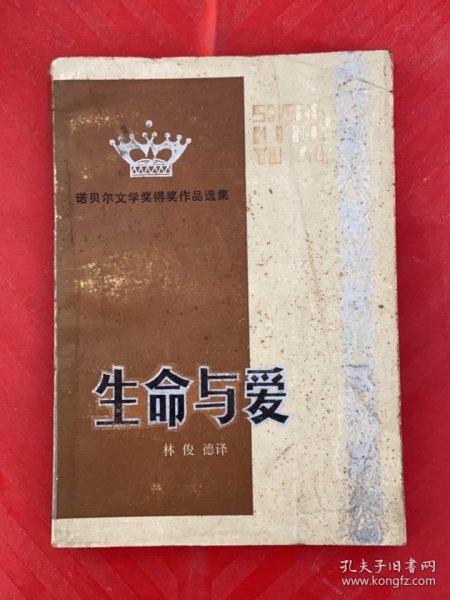 诺贝尔文学奖得奖作品选集
SHENG
MING
YU AI
生命与爱
林俊德译
孔夫子旧书网
www.kongfz.com